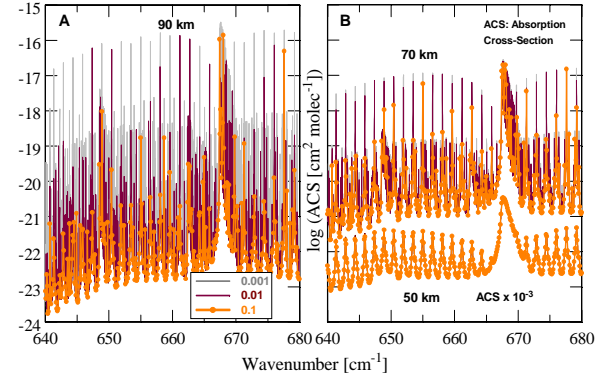 A
90 km
-15
-16
-17
-18
-19
-20
-21
-22
-23
-24
640
650
660
670
680
0.001
0.01
0.1
B
ACS: Absorption
Cross-Section
70 km
log (ACS [cm² molec⁻¹])
50 km
ACS x 10⁻³
640
650
660
670
680
Wavenumber [cm⁻¹]